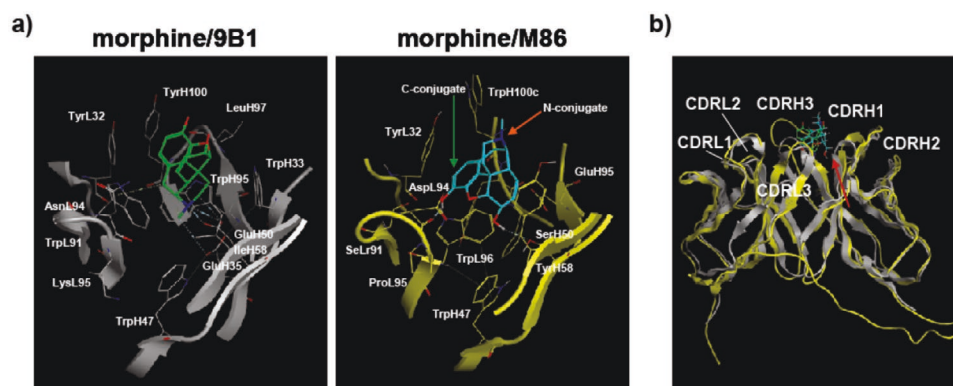 a)
morphine/9B1
TyrH100
TyrL32
LeuH97
TrpH33
TrpH95
AsnL94
GluH50
TrpL91
IleH58
GluH35
LysL95
TrpH47
morphine/M86
C-conjugate
TrpH100c
N-conjugate
TyrL32
GluH95
AspL94
SerH50
SeLr91
TrpL96
TyrH58
ProL95
TrpH47
b)
CDRL2
CDRH3
CDRH1
CDRL1
CDRH2
CDRL3